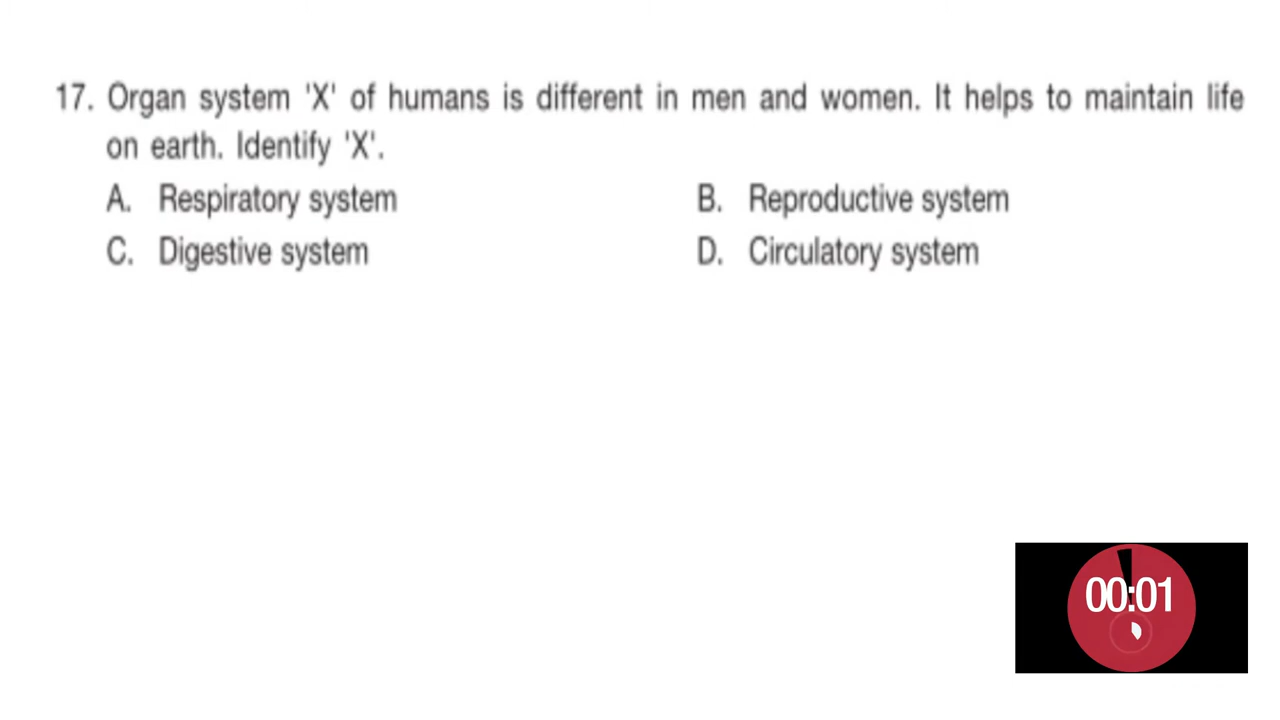 17. Organ system 'X' of humans is different in men and women. It helps to maintain life
on earth. Identify 'X'.
A. Respiratory system B. Reproductive system
C. Digestive system D. Circulatory system
00:01